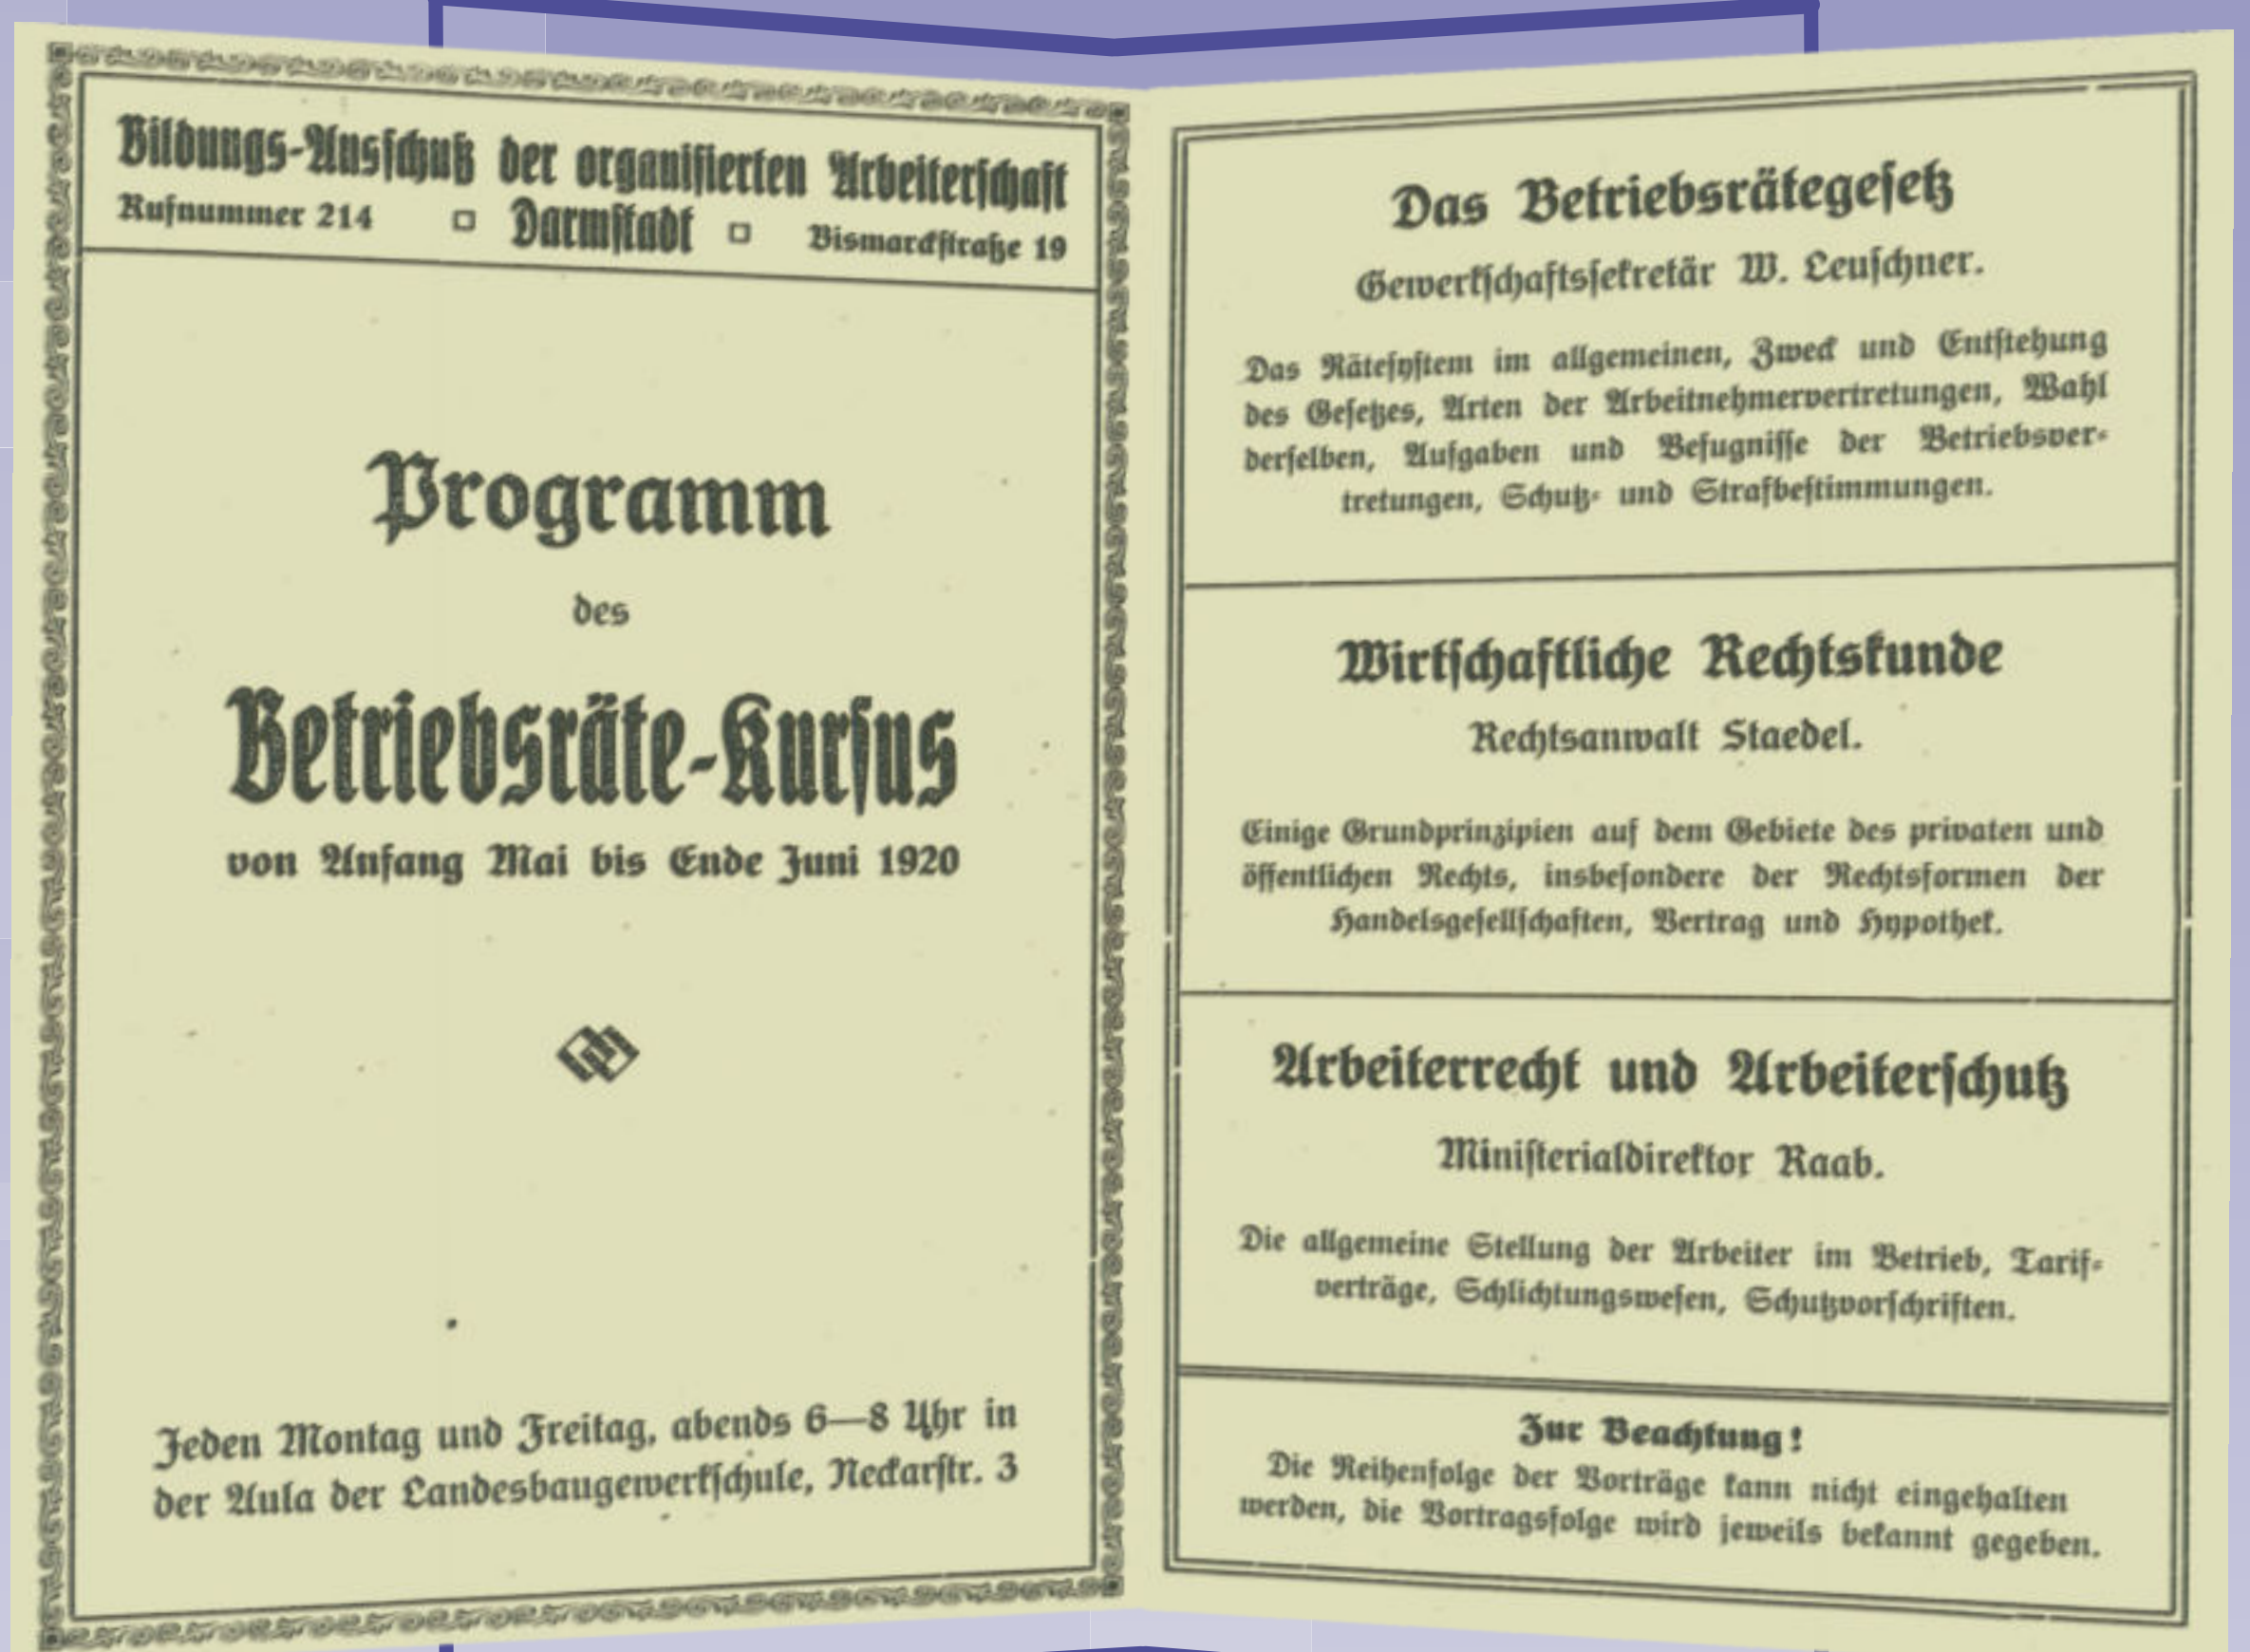 Bildungs-Ausschuß der organisierten Arbeiterschaft
Rufnummer 214 □ Darmstadt □ Bismarckstraße 19
Programm
des
Betriebsräte-Kursus
von Anfang Mai bis Ende Juni 1920
Jeden Montag und Freitag, abends 6—8 Uhr in
der Aula der Landesbaugewerkschule, Neckarstr. 3
Das Betriebsrätegesetz
Gewerkschaftssekretär W. Leuschner.
Das Rätesystem im allgemeinen, Zweck und Entstehung
des Gesetzes, Arten der Arbeitnehmervertretungen, Wahl
derselben, Aufgaben und Befugnisse der Betriebsver-
tretungen, Schutz- und Strafbestimmungen.
Wirtschaftliche Rechtskunde
Rechtsanwalt Staedel.
Einige Grundprinzipien auf dem Gebiete des privaten und
öffentlichen Rechts, insbesondere der Rechtsformen der
Handelsgesellschaften, Vertrag und Hypothek.
Arbeiterrecht und Arbeiterschutz
Ministerialdirektor Raab.
Die allgemeine Stellung der Arbeiter im Betrieb, Tarif-
verträge, Schlichtungswesen, Schutzvorschriften.
Zur Beachtung!
Die Reihenfolge der Vorträge kann nicht eingehalten
werden, die Vortragsfolge wird jeweils bekannt gegeben.